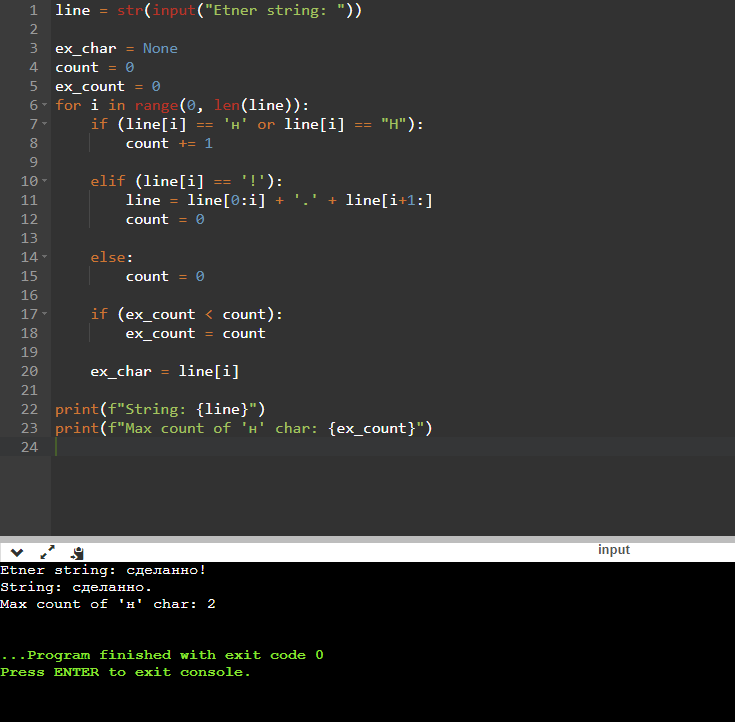 1 line = str(input("Etner string: "))
2
3 ex_char = None
4 count = 0
5 ex_count = 0
6 for i in range(0, len(line)):
7     if (line[i] == 'н' or line[i] == "Н"):
8         count += 1
9
10     elif (line[i] == '!'):
11         line = line[0:i] + '.' + line[i+1:]
12         count = 0
13
14     else:
15         count = 0
16
17     if (ex_count < count):
18         ex_count = count
19
20     ex_char = line[i]
21
22 print(f"String: {line}")
23 print(f"Max count of 'н' char: {ex_count}")
24
input
Etner string: сделанно!
String: сделанно.
Max count of 'н' char: 2
...Program finished with exit code 0
Press ENTER to exit console.